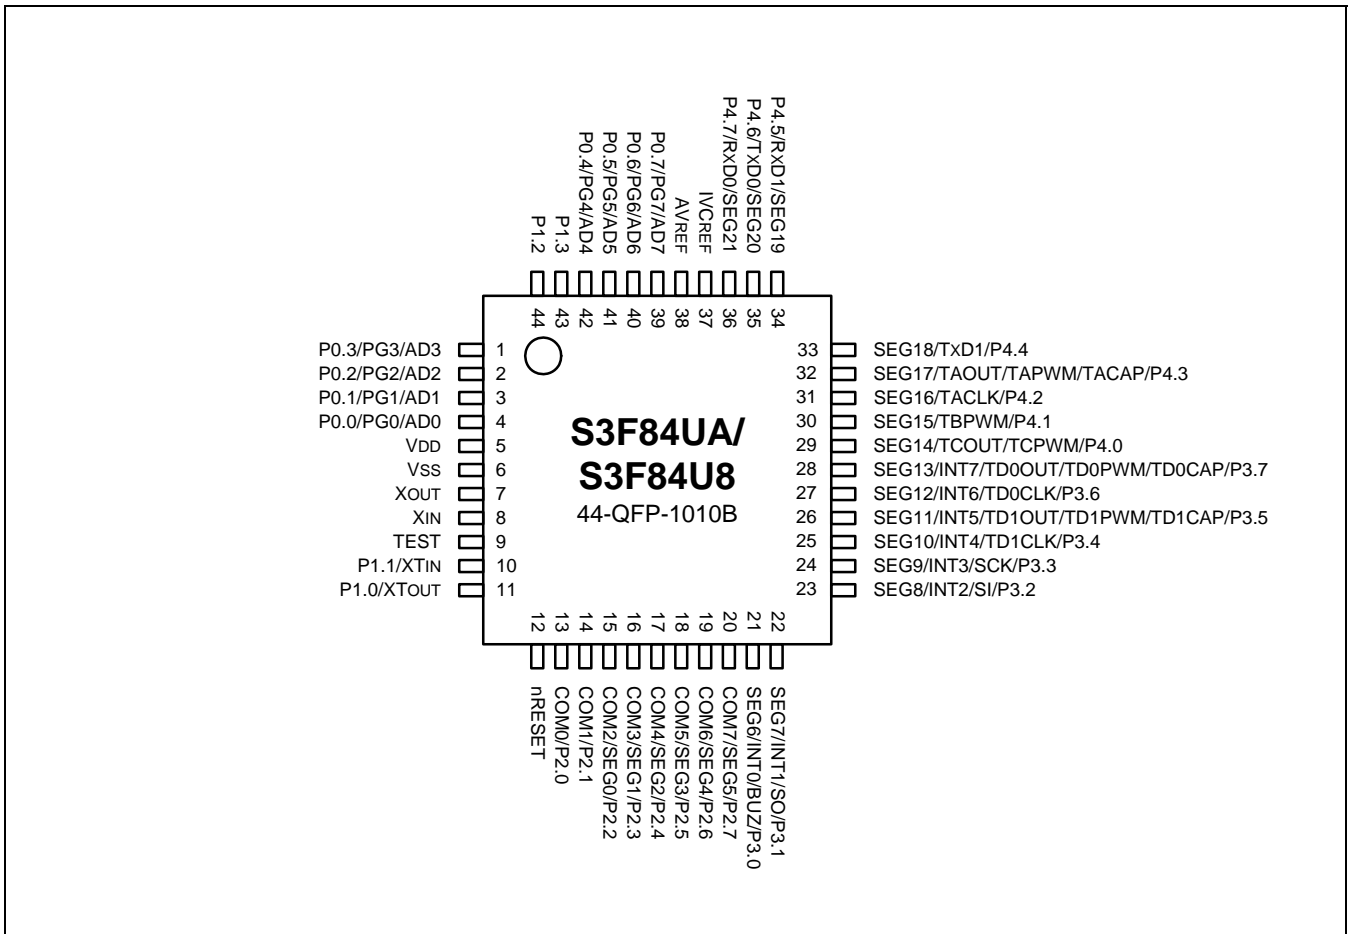 P1.2
P1.3
P0.4/PG4/AD4
P0.5/PG5/AD5
P0.6/PG6/AD6
P0.7/PG7/AD7
AVREF
IVCREF
P4.7/RXD0/SEG21
P4.6/TXD0/SEG20
P4.5/RXD1/SEG19
44
43
42
41
40
39
38
37
36
35
34
P0.3/PG3/AD3 1
P0.2/PG2/AD2 2
P0.1/PG1/AD1 3
P0.0/PG0/AD0 4
VDD 5
VSS 6
XOUT 7
XIN 8
TEST 9
P1.1/XTIN 10
P1.0/XTOUT 11
S3F84UA/
S3F84U8
44-QFP-1010B
33 SEG18/TXD1/P4.4
32 SEG17/TAOUT/TAPWM/TACAP/P4.3
31 SEG16/TACLK/P4.2
30 SEG15/TBPWM/P4.1
29 SEG14/TCOUT/TCPWM/P4.0
28 SEG13/INT7/TD0OUT/TD0PWM/TD0CAP/P3.7
27 SEG12/INT6/TD0CLK/P3.6
26 SEG11/INT5/TD1OUT/TD1PWM/TD1CAP/P3.5
25 SEG10/INT4/TD1CLK/P3.4
24 SEG9/INT3/SCK/P3.3
23 SEG8/INT2/SI/P3.2
12
13
14
15
16
17
18
19
20
21
22
nRESET
COM0/P2.0
COM1/P2.1
COM2/SEG0/P2.2
COM3/SEG1/P2.3
COM4/SEG2/P2.4
COM5/SEG3/P2.5
COM6/SEG4/P2.6
COM7/SEG5/P2.7
SEG6/INT0/BUZ/P3.0
SEG7/INT1/SO/P3.1